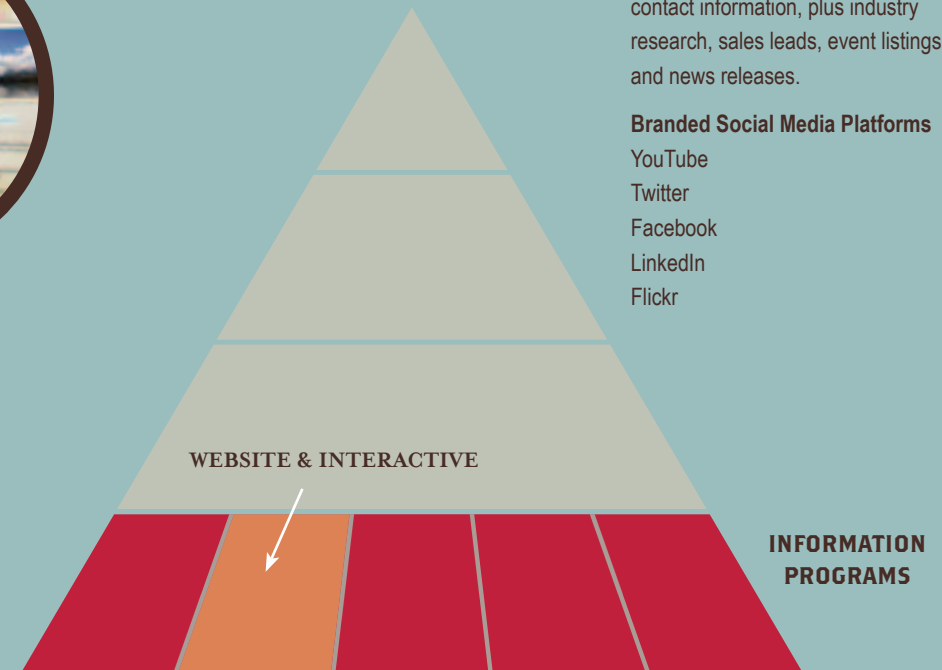 contact information, plus industry
research, sales leads, event listings
and news releases.
Branded Social Media Platforms
YouTube
Twitter
Facebook
LinkedIn
Flickr
WEBSITE & INTERACTIVE
INFORMATION
PROGRAMS